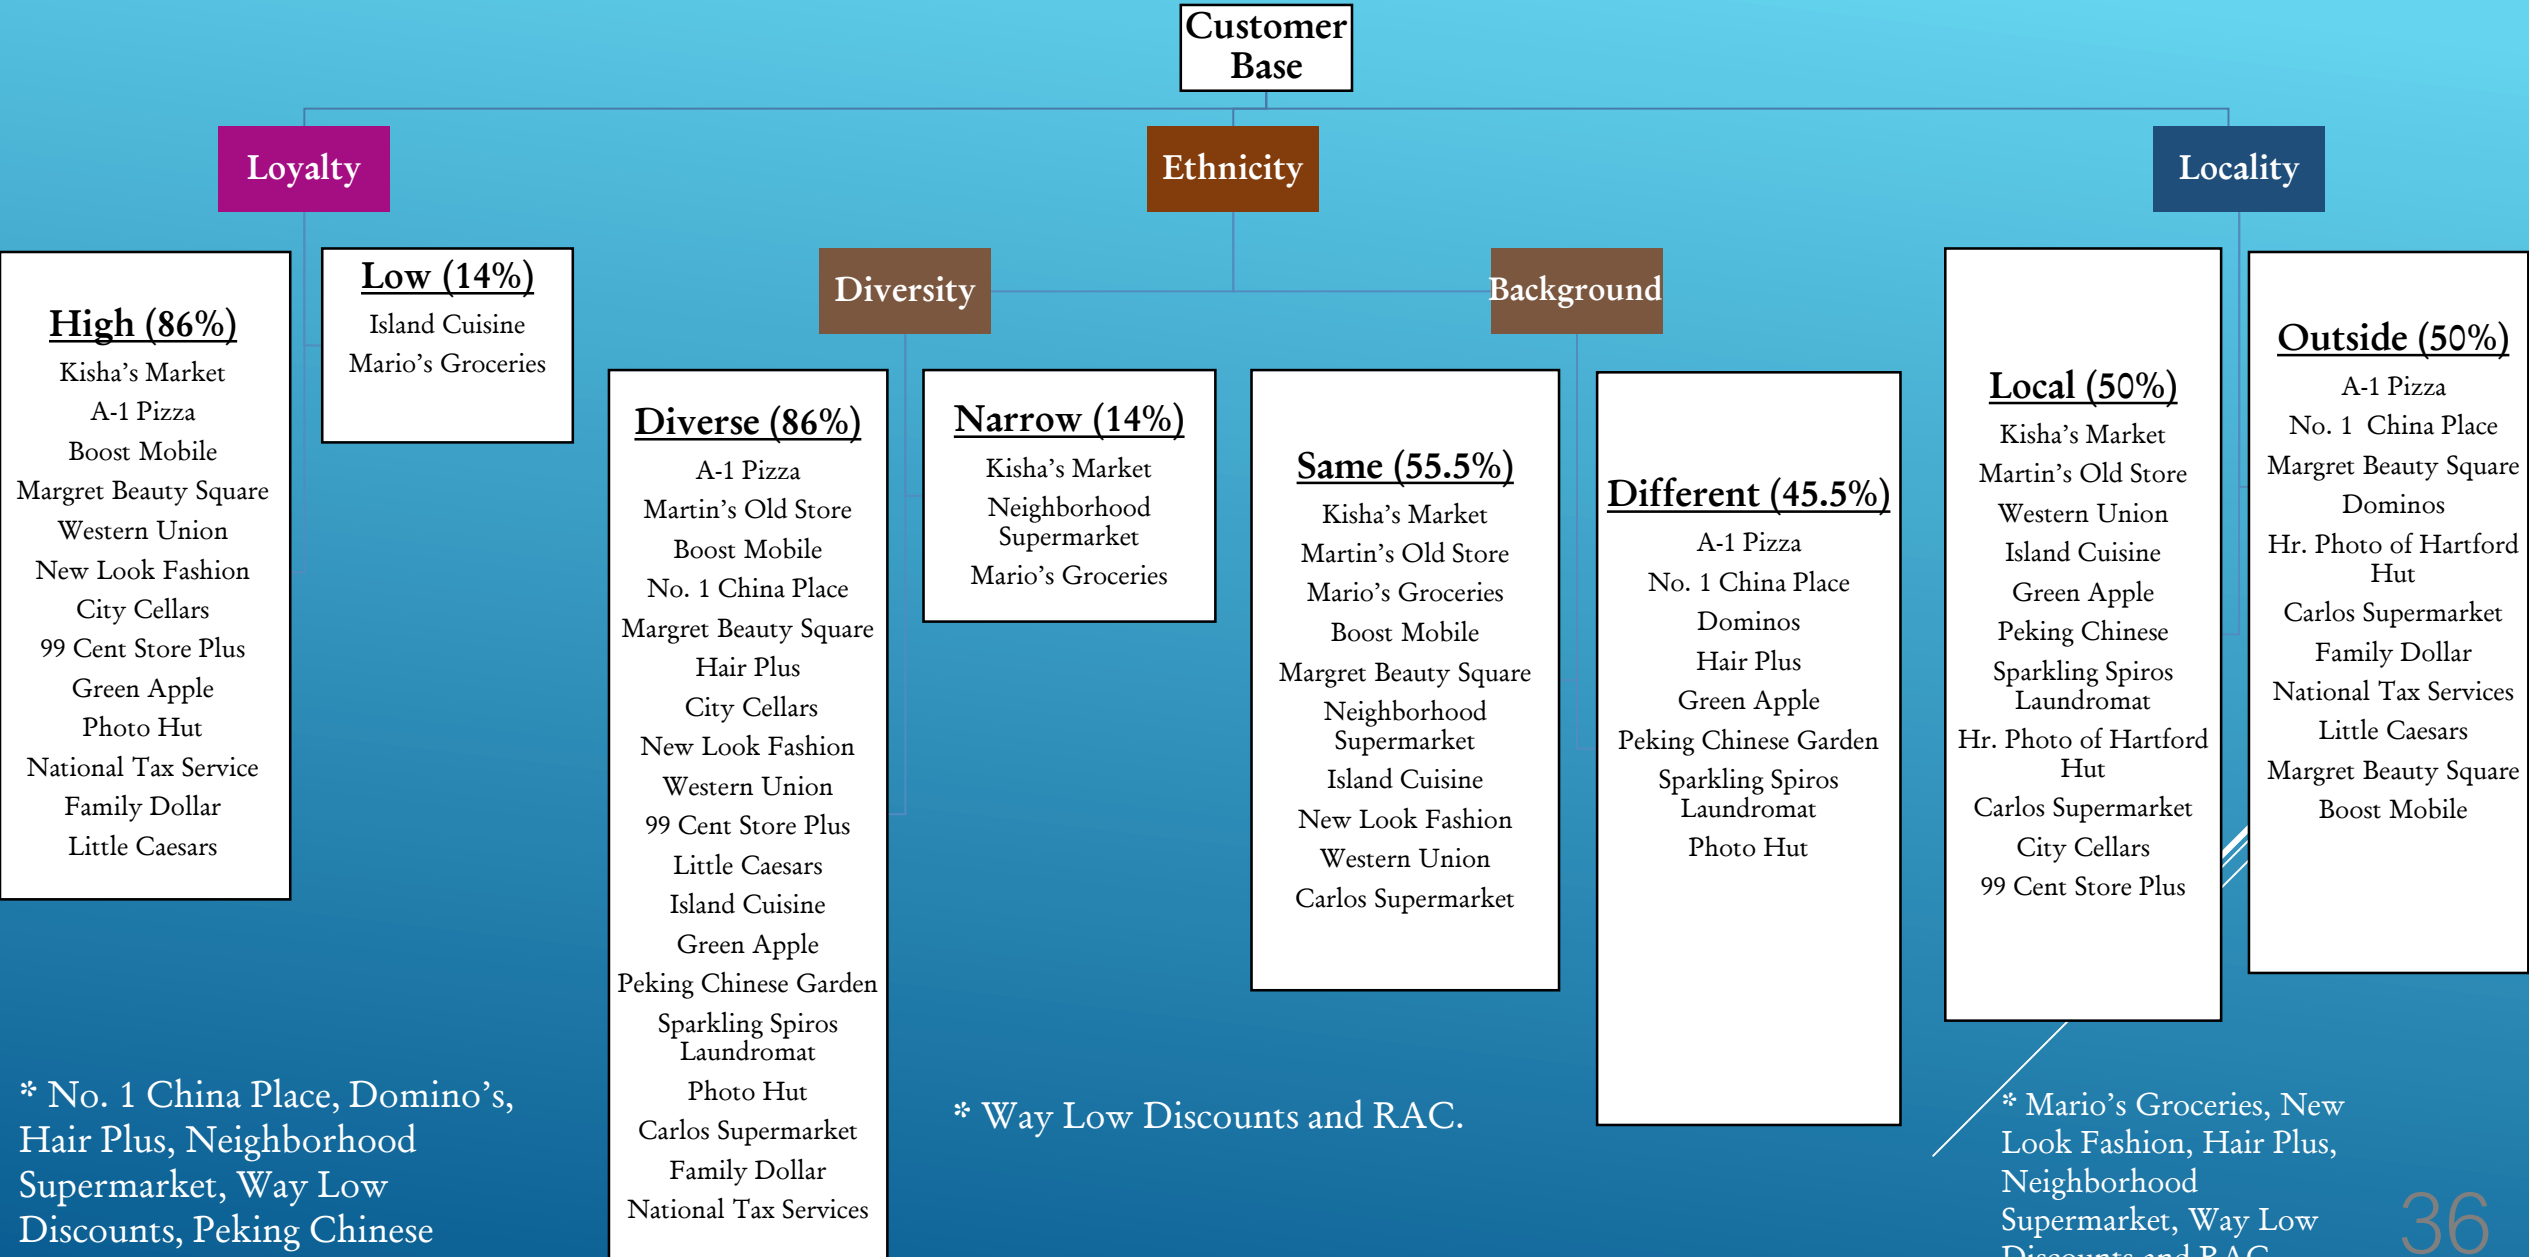 Customer
Base
Loyalty
Ethnicity
Locality
High (86%)
Kisha’s Market
A-1 Pizza
Boost Mobile
Margret Beauty Square
Western Union
New Look Fashion
City Cellars
99 Cent Store Plus
Green Apple
Photo Hut
National Tax Service
Family Dollar
Little Caesars
Low (14%)
Island Cuisine
Mario’s Groceries
Diversity
Background
Diverse (86%)
A-1 Pizza
Martin’s Old Store
Boost Mobile
No. 1 China Place
Margret Beauty Square
Hair Plus
City Cellars
New Look Fashion
Western Union
99 Cent Store Plus
Little Caesars
Island Cuisine
Green Apple
Peking Chinese Garden
Sparkling Spiros
Laundromat
Photo Hut
Carlos Supermarket
Family Dollar
National Tax Services
Narrow (14%)
Kisha’s Market
Neighborhood
Supermarket
Mario’s Groceries
Same (55.5%)
Kisha’s Market
Martin’s Old Store
Mario’s Groceries
Boost Mobile
Margret Beauty Square
Neighborhood
Supermarket
Island Cuisine
New Look Fashion
Western Union
Carlos Supermarket
Different (45.5%)
A-1 Pizza
No. 1 China Place
Dominos
Hair Plus
Green Apple
Peking Chinese Garden
Sparkling Spiros
Laundromat
Photo Hut
Local (50%)
Kisha’s Market
Martin’s Old Store
Western Union
Island Cuisine
Green Apple
Peking Chinese
Sparkling Spiros
Laundromat
Hr. Photo of Hartford
Hut
Carlos Supermarket
City Cellars
99 Cent Store Plus
Outside (50%)
A-1 Pizza
No. 1 China Place
Margret Beauty Square
Dominos
Hr. Photo of Hartford
Hut
Carlos Supermarket
Family Dollar
National Tax Services
Little Caesars
Margret Beauty Square
Boost Mobile
* No. 1 China Place, Domino’s,
Hair Plus, Neighborhood
Supermarket, Way Low
Discounts, Peking Chinese
* Way Low Discounts and RAC.
* Mario’s Groceries, New
Look Fashion, Hair Plus,
Neighborhood
Supermarket, Way Low
Discounts and RAC
36